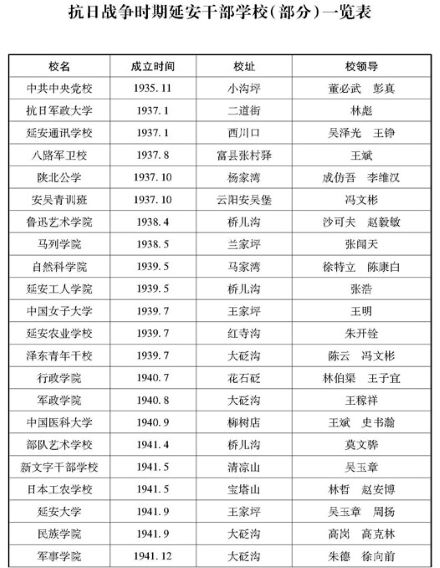 抗日战争时期延安干部学校(部分)一览表
校名 成立时间 校址 校领导
中共中央党校 1935.11 小沟坪 董必武 彭真
抗日军政大学 1937.1 二道街 林彪
延安通讯学校 1937.1 西川口 吴泽光 王铮
八路军卫校 1937.8 富县张村驿 王斌
陕北公学 1937.10 杨家湾 成仿吾 李维汉
安吴青训班 1937.10 云阳安吴堡 冯文彬
鲁迅艺术学院 1938.4 桥儿沟 沙可夫 赵毅敏
马列学院 1938.5 兰家坪 张闻天
自然科学院 1939.5 马家湾 徐特立 陈康白
延安工人学院 1939.5 桥儿沟 张浩
中国女子大学 1939.7 王家坪 王明
延安农业学校 1939.7 红寺沟 朱开铨
泽东青年干校 1939.7 大砭沟 陈云 冯文彬
行政学院 1940.7 花石砭 林伯渠 王子宜
军政学院 1940.8 大砭沟 王稼祥
中国医科大学 1940.9 柳树店 王斌 史书瀚
部队艺术学校 1941.4 桥儿沟 莫文骅
新文字干部学校 1941.5 清凉山 吴玉章
日本工农学校 1941.5 宝塔山 林哲 赵安博
延安大学 1941.9 王家坪 吴玉章 周扬
民族学院 1941.9 大砭沟 高岗 高克林
军事学院 1941.12 大砭沟 朱德 徐向前